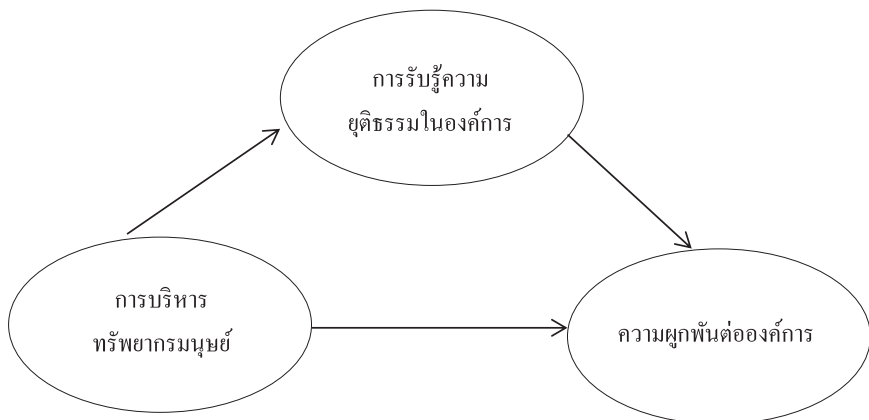 การรับรู้ความ
ยุติธรรมในองค์การ
การบริหาร
ทรัพยากรมนุษย์
ความผูกพันต่อองค์การ